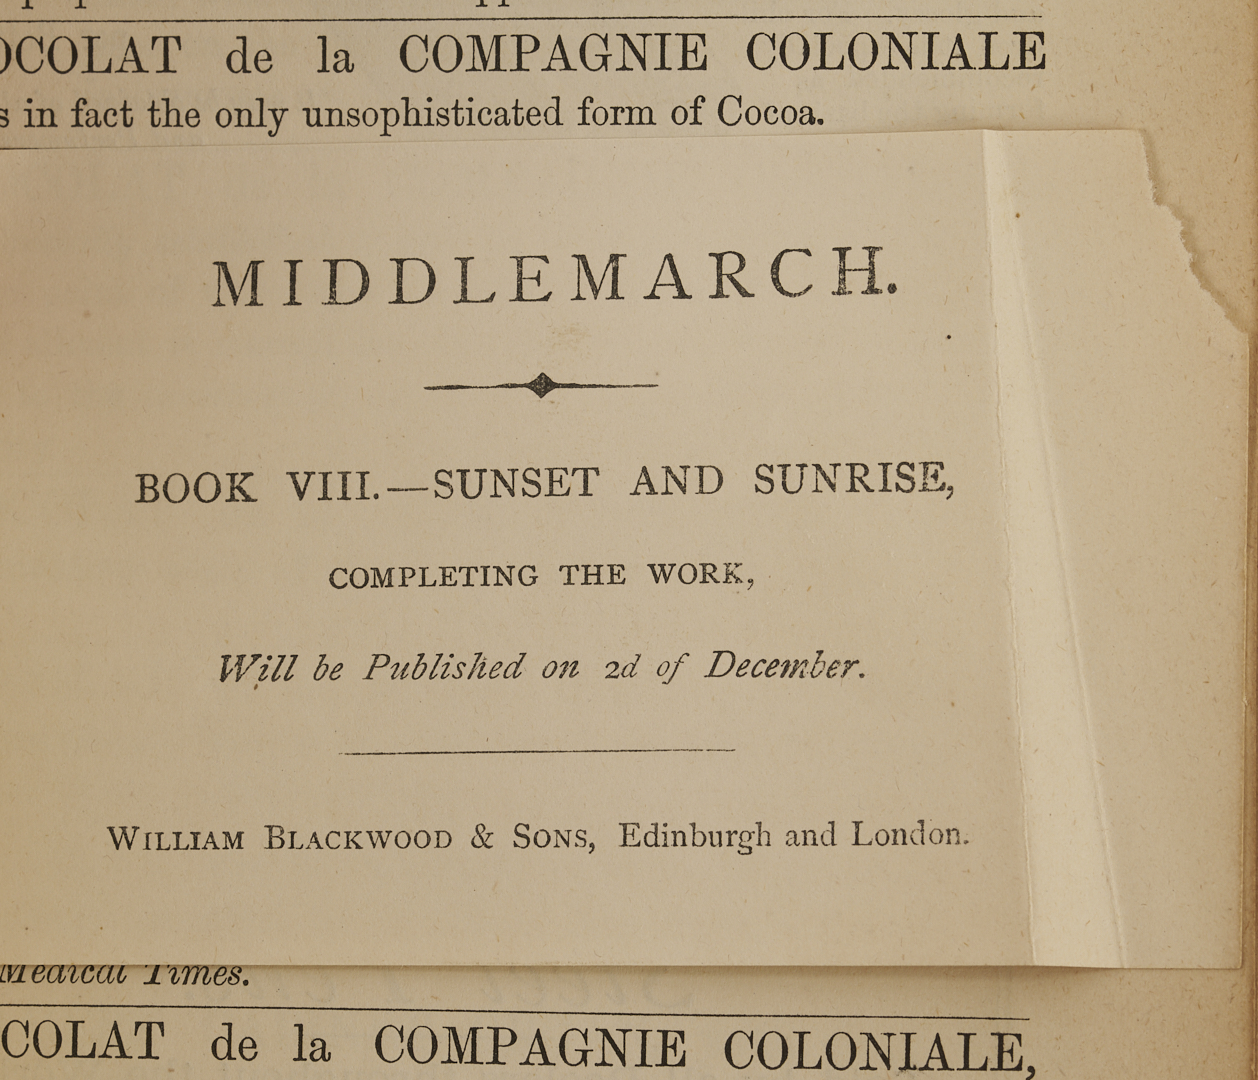 OCOLAT de la COMPAGNIE COLONIALE
s in fact the only unsophisticated form of Cocoa.
MIDDLEMARCH.
BOOK VIII.—SUNSET AND SUNRISE,
COMPLETING THE WORK,
Will be Published on 2d of December.
WILLIAM BLACKWOOD & SONS, Edinburgh and London.
Medical Times.
COLAT de la COMPAGNIE COLONIALE,